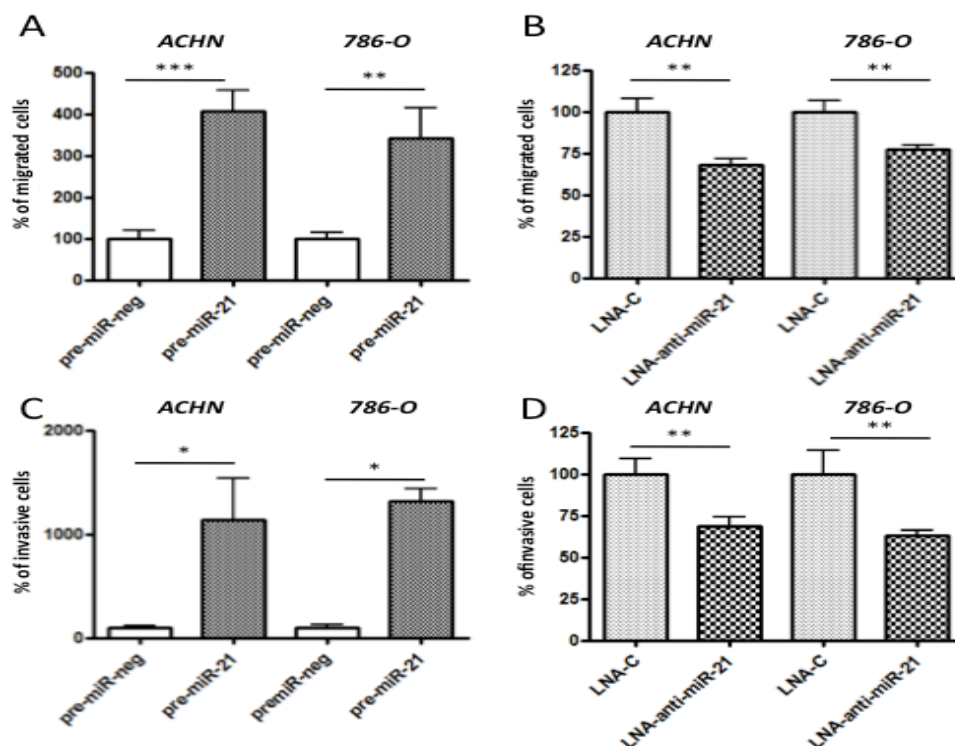 A
ACHN
786-O
***
**
% of migrated cells
500
400
300
200
100
0
pre-miR-neg
pre-miR-21
pre-miR-neg
pre-miR-21
B
ACHN
786-O
**
**
% of migrated cells
125
100
75
50
25
0
LNA-C
LNA-anti-miR-21
LNA-C
LNA-anti-miR-21
C
ACHN
786-O
*
*
% of invasive cells
2000
1000
0
pre-miR-neg
pre-miR-21
premiR-neg
pre-miR-21
D
ACHN
786-O
**
**
% ofinvasive cells
125
100
75
50
25
0
LNA-C
LNA-anti-miR-21
LNA-C
LNA-anti-miR-21